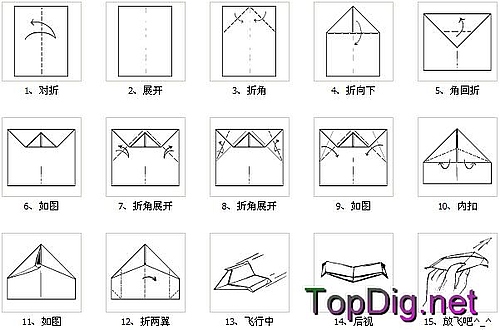 1、对折
2、展开
3、折角
4、折向下
5、角回折
6、如图
7、折角展开
8、折角展开
9、如图
10、内扣
11、如图
12、折两翼
13、飞行中
14、后视
15、放飞吧^ ^
TopDig.net